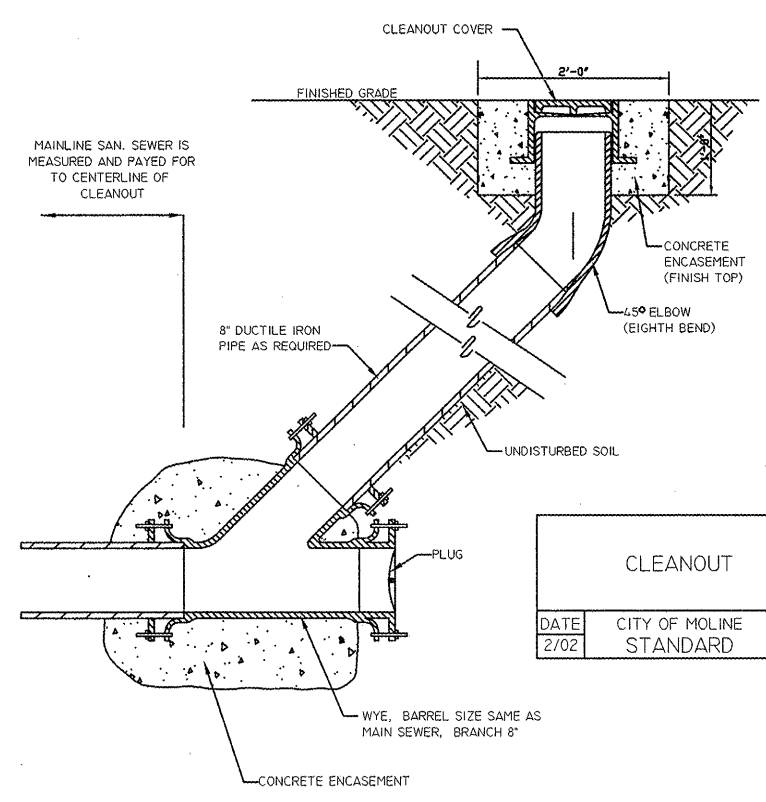 CLEANOUT COVER
2'-0"
FINISHED GRADE
MAINLINE SAN. SEWER IS
MEASURED AND PAYED FOR
TO CENTERLINE OF
CLEANOUT
CONCRETE
ENCASEMENT
(FINISH TOP)
45° ELBOW
(EIGHTH BEND)
8" DUCTILE IRON
PIPE AS REQUIRED
UNDISTURBED SOIL
PLUG
CLEANOUT
DATE
2/02
CITY OF MOLINE
STANDARD
WYE, BARREL SIZE SAME AS
MAIN SEWER, BRANCH 8"
CONCRETE ENCASEMENT